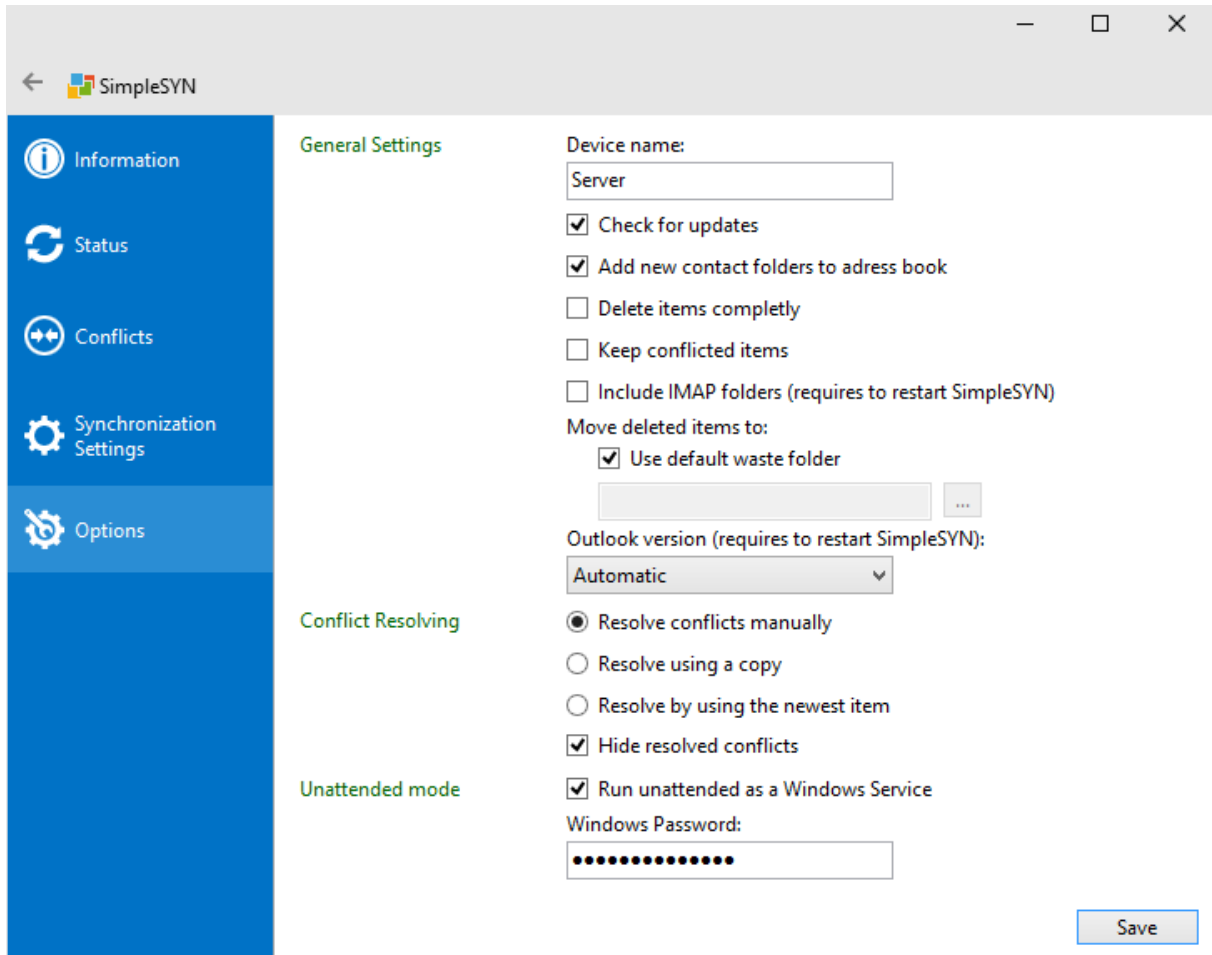 SimpleSYN
Information
Status
Conflicts
Synchronization
Settings
Options
General Settings
Device name:
Server
Check for updates
Add new contact folders to adress book
Delete items completly
Keep conflicted items
Include IMAP folders (requires to restart SimpleSYN)
Move deleted items to:
Use default waste folder
...
Outlook version (requires to restart SimpleSYN):
Automatic
Conflict Resolving
Resolve conflicts manually
Resolve using a copy
Resolve by using the newest item
Hide resolved conflicts
Unattended mode
Run unattended as a Windows Service
Windows Password:
••••••••••••••
Save